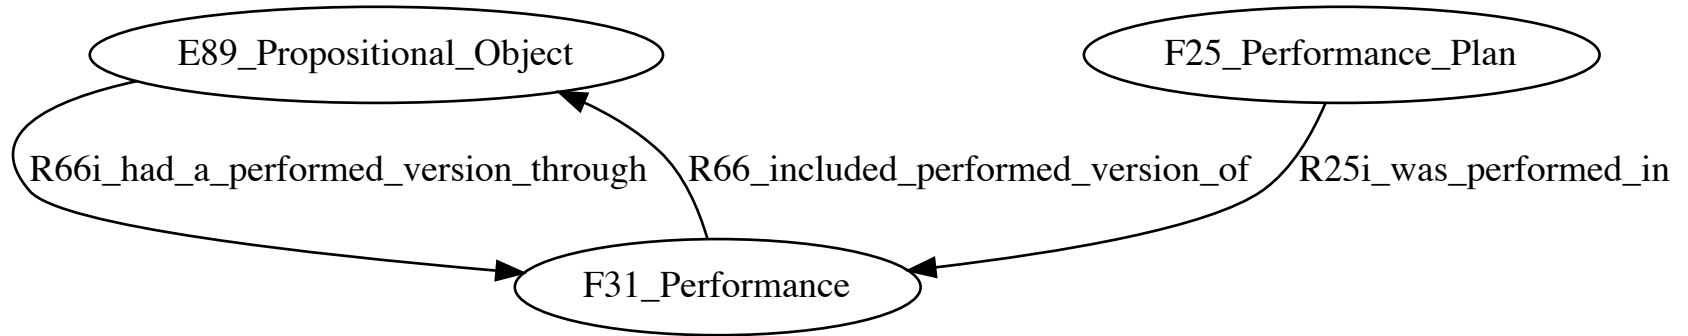 E89_Propositional_Object
F25_Performance_Plan
R66i_had_a_performed_version_through
R66_included_performed_version_of
R25i_was_performed_in
F31_Performance